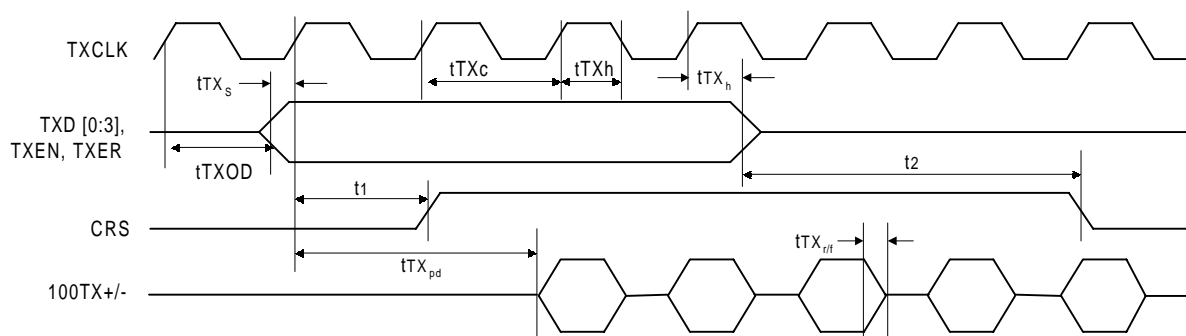 TXCLK
tTXs
tTXc
tTXh
tTXh
TXD [0:3],
TXEN, TXER
tTXOD
t1
t2
CRS
tTXpd
tTXr/f
100TX+/-